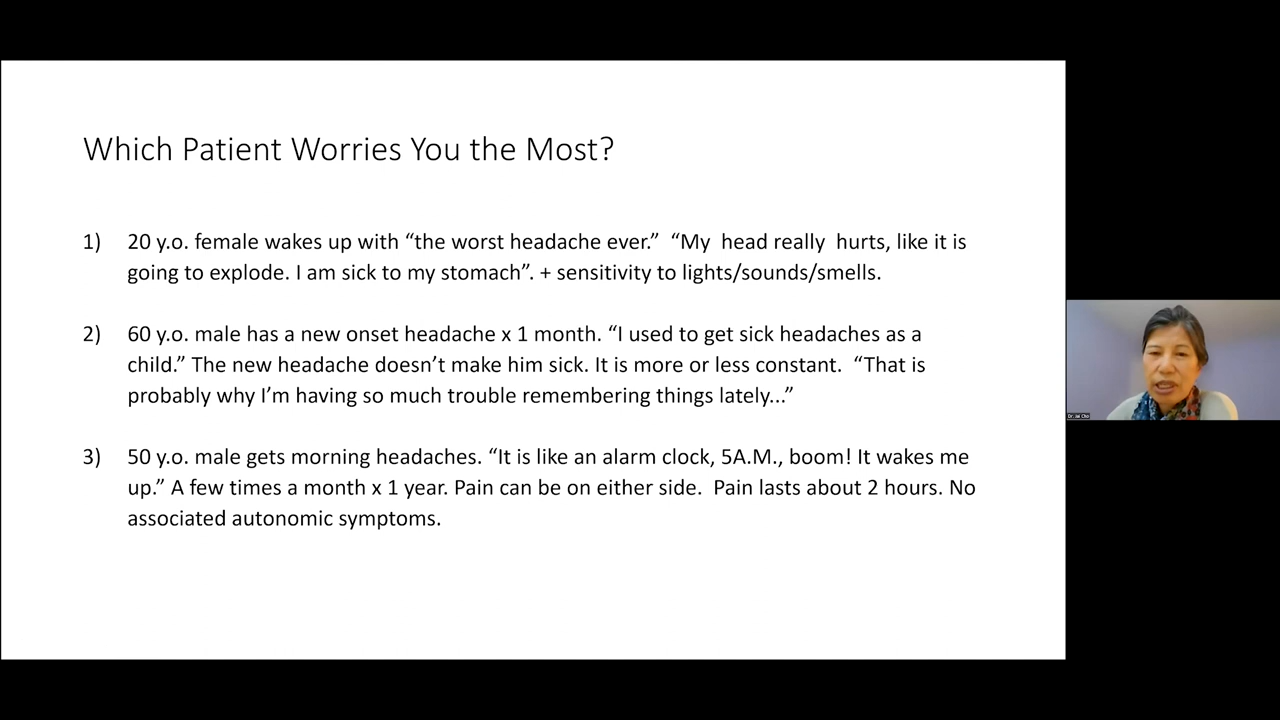 Which Patient Worries You the Most?
1) 20 y.o. female wakes up with “the worst headache ever.” “My head really hurts, like it is
going to explode. I am sick to my stomach”. + sensitivity to lights/sounds/smells.
2) 60 y.o. male has a new onset headache x 1 month. “I used to get sick headaches as a
child.” The new headache doesn’t make him sick. It is more or less constant. “That is
probably why I’m having so much trouble remembering things lately...”
3) 50 y.o. male gets morning headaches. “It is like an alarm clock, 5A.M., boom! It wakes me
up.” A few times a month x 1 year. Pain can be on either side. Pain lasts about 2 hours. No
associated autonomic symptoms.